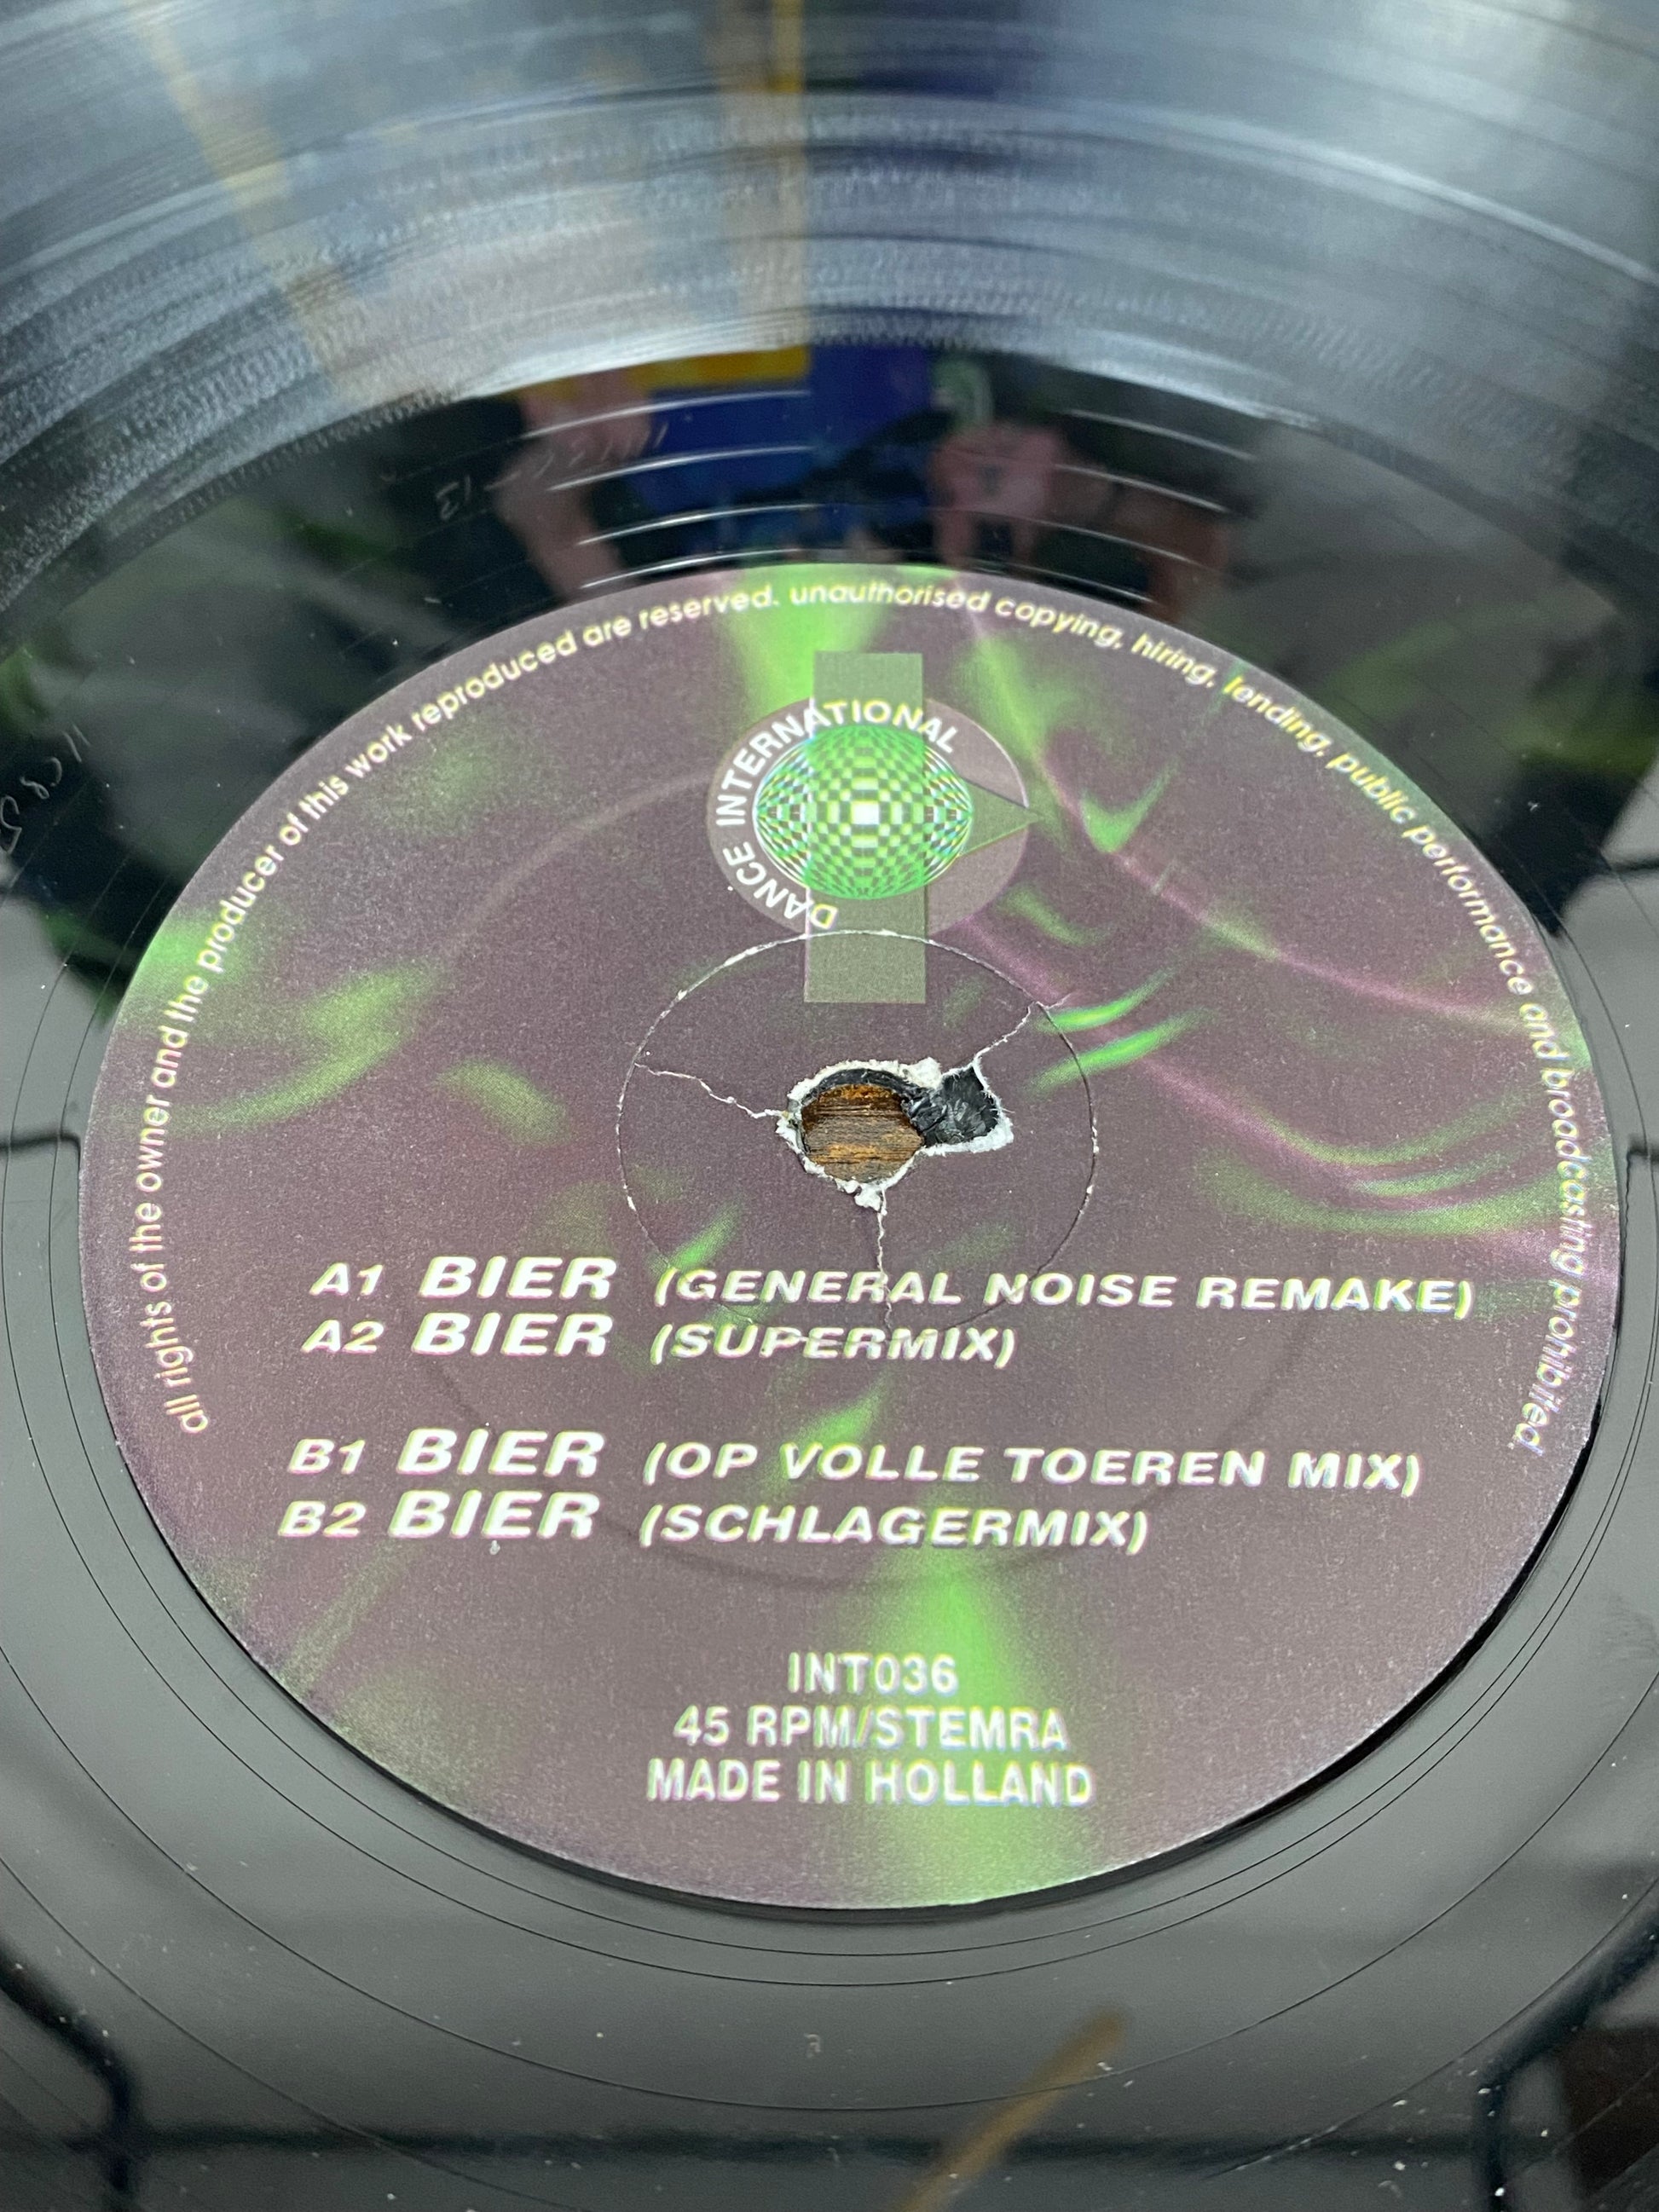 all rights of the owner and the producer of this work reproduced are reserved. unauthorised copying, hiring, lending, public performance and broadcasting prohibited.
DANCE INTERNATIONAL
A1 BIER (GENERAL NOISE REMAKE)
A2 BIER (SUPERMIX)
B1 BIER (OP VOLLE TOEREN MIX)
B2 BIER (SCHLAGERMIX)
INT036
45 RPM/STEMRA
MADE IN HOLLAND